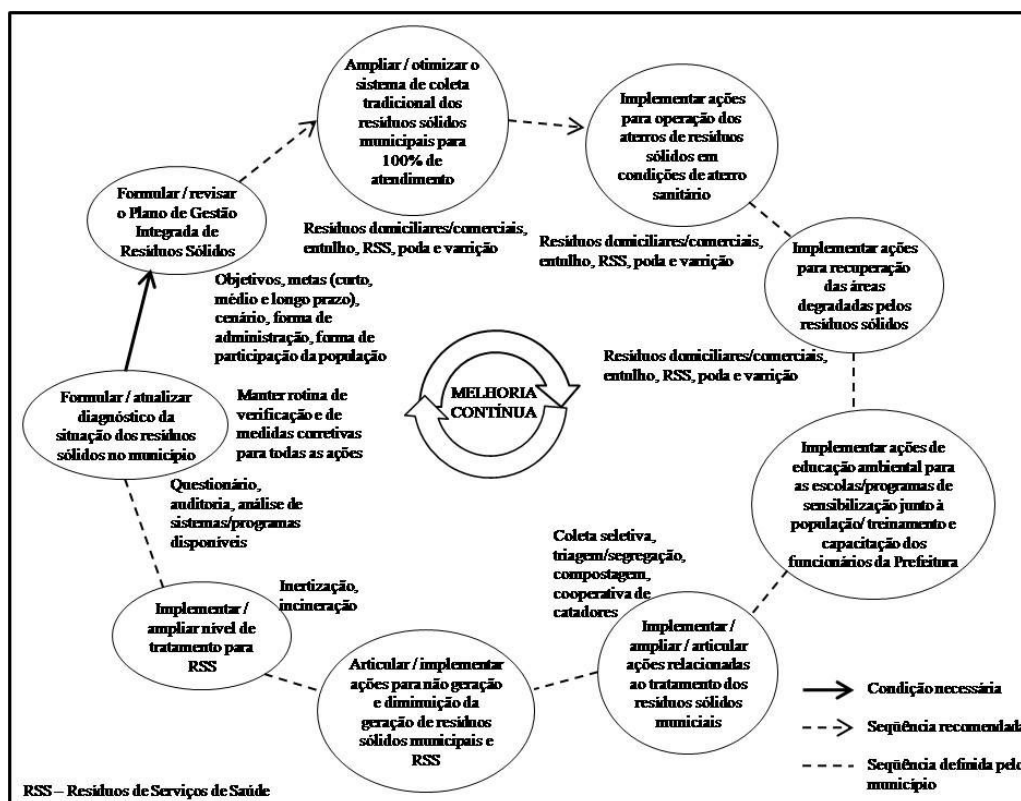 Ampliar / otimizar o
sistema de coleta
tradicional dos
resíduos sólidos
municipais para
100% de
atendimento
Resíduos domiciliares/comerciais,
entulho, RSS, poda e varrição
Implementar ações
para operação dos
aterros de resíduos
sólidos em
condições de aterro
sanitário
Resíduos domiciliares/comerciais,
entulho, RSS, poda e varrição
Implementar ações
para recuperação
das áreas
degradadas pelos
resíduos sólidos
Resíduos domiciliares/comerciais,
entulho, RSS, poda e varrição
Formular / revisar
o Plano de Gestão
Integrada de
Resíduos Sólidos
Objetivos, metas (curto,
médio e longo prazo),
cenário, forma de
administração, forma de
participação da população
MELHORIA
CONTÍNUA
Formular / atualizar
diagnóstico da
situação dos resíduos
sólidos no município
Manter rotina de
verificação e de
medidas corretivas
para todas as ações
Questionário,
auditoria, análise de
sistemas/programas
disponíveis
Implementar ações de
educação ambiental para
as escolas/programas de
sensibilização junto à
população/ treinamento e
capacitação dos
funcionários da Prefeitura
Coleta seletiva,
triagem/segregação,
compostagem,
cooperativa de
catadores
Implementar /
ampliar / articular
ações relacionadas
ao tratamento dos
resíduos sólidos
municiais
Inertização,
incineração
Implementar /
ampliar nível de
tratamento para
RSS
Articular / implementar
ações para não geração
e diminuição da
geração de resíduos
sólidos municipais e
RSS
Condição necessária
Seqüência recomendada
Seqüência definida pelo
município
RSS – Resíduos de Serviços de Saúde